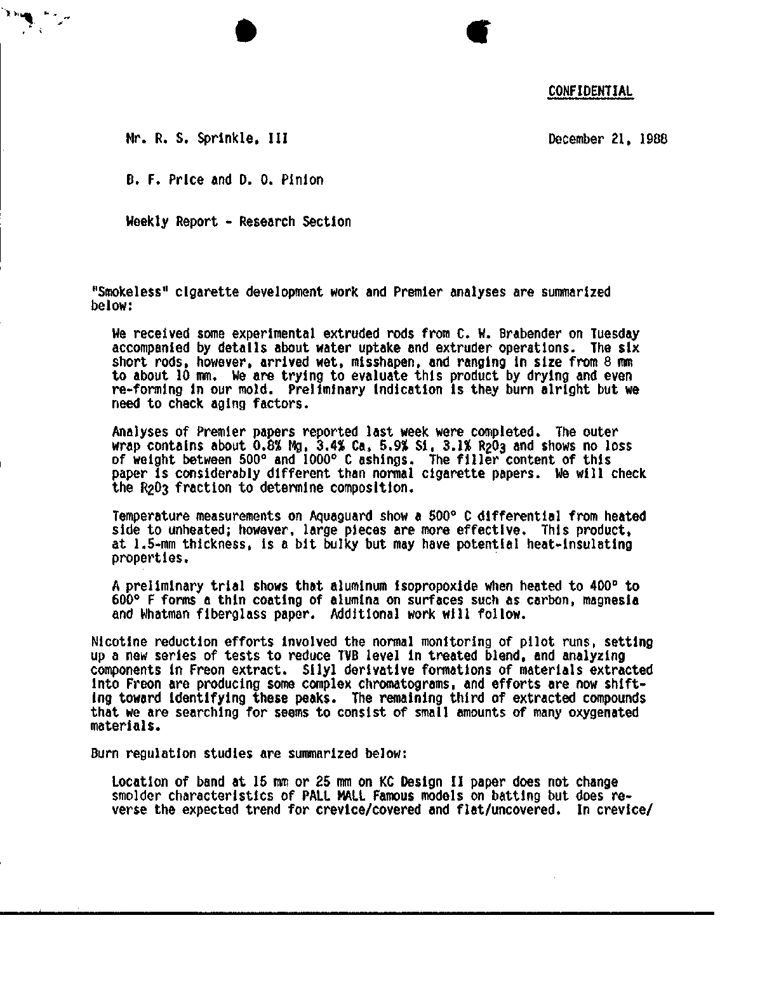 CONFIDENTIAL
Mr. R. S. Sprinkle, III
December 21, 1988
B. F. Price and D. O. Pinion
Weekly Report - Research Section
"Smokeless" cigarette development work and Premier analyses are summarized
below:
We received some experimental extruded rods from C. W. Brabender on Tuesday
accompanied by details about water uptake and extruder operations. The six
short rods, however, arrived wet, misshapen, and ranging in size from 8 mm
to about 10 mm. We are trying to evaluate this product by drying and even
re-forming in our mold. Preliminary indication is they burn alright but we
need to check aging factors.
Analyses of Premier papers reported last week were completed. The outer
wrap contains about 0.8% Mg, 3.4% Ca, 5.9% Si, 3.1% R2O3 and shows no loss
of weight between 500° and 1000° C ashings. The filler content of this
paper is considerably different than normal cigarette papers. We will check
the R2O3 fraction to determine composition.
Temperature measurements on Aquaguard show a 500° C differential from heated
side to unheated; however, large pieces are more effective. This product,
at 1.5-mm thickness, is a bit bulky but may have potential heat-insulating
properties.
A preliminary trial shows that aluminum isopropoxide when heated to 400° to
600° F forms a thin coating of alumina on surfaces such as carbon, magnesia
and Whatman fiberglass paper. Additional work will follow.
Nicotine reduction efforts involved the normal monitoring of pilot runs, setting
up a new series of tests to reduce TVB level in treated blend, and analyzing
components in Freon extract. Silyl derivative formations of materials extracted
into Freon are producing some complex chromatograms, and efforts are now shift-
ing toward identifying these peaks. The remaining third of extracted compounds
that we are searching for seems to consist of small amounts of many oxygenated
materials.
Burn regulation studies are summarized below:
Location of band at 15 mm or 25 mm on KC Design II paper does not change
smolder characteristics of PALL MALL Famous models on batting but does re-
verse the expected trend for crevice/covered and flat/uncovered. In crevice/